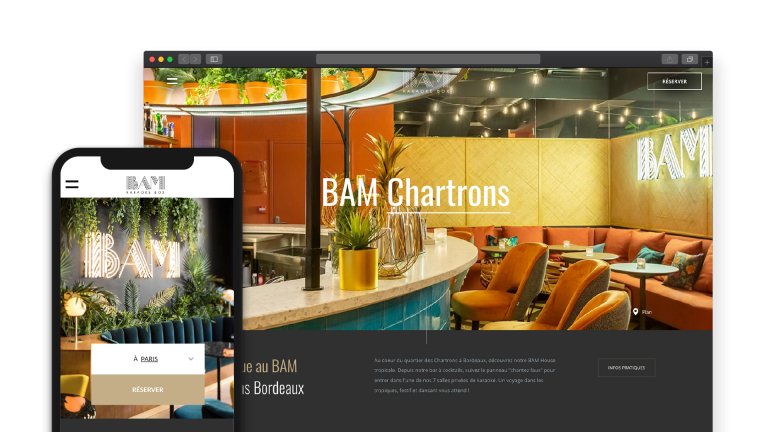 BAM
KARAOKE BOX
RÉSERVER
BAM
BAM Chartrons
Plan
ue au BAM
ns Bordeaux
Au coeur du quartier des Chartrons à Bordeaux, découvrez notre BAM House
tropicale. Depuis notre bar à cocktails, suivez le panneau "chantez faux" pour
entrer dans l'une de nos 7 salles privées de karaoké. Un voyage dans les
tropiques, festif et dansant vous attend !
INFOS PRATIQUES
BAM
KARAOKE BOX
BAM
À PARIS
RÉSERVER